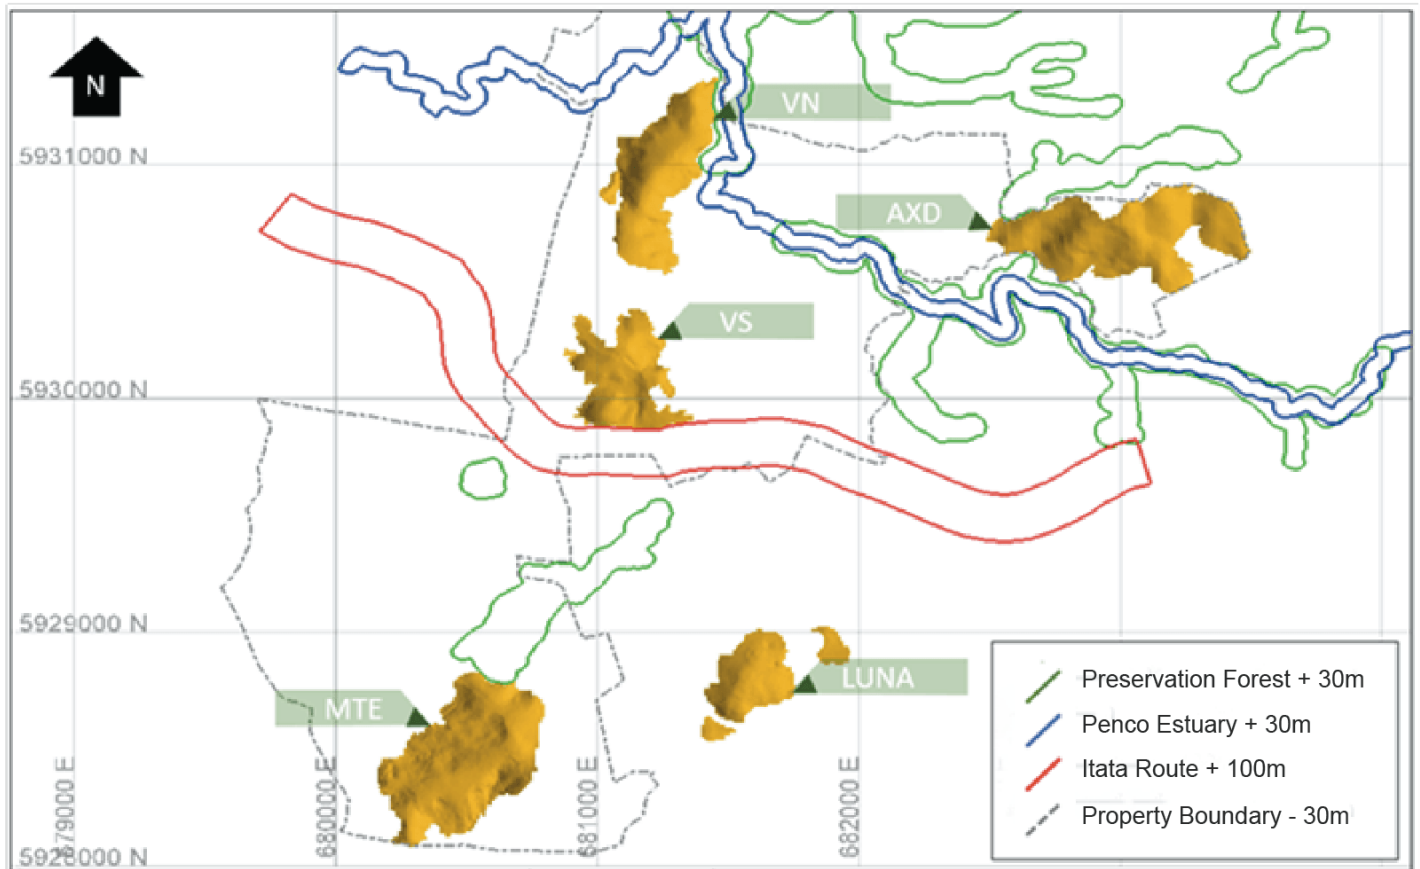 N
VN
5931000 N
AXD
VS
5930000 N
5929000 N
LUNA
MTE
Preservation Forest + 30m
Penco Estuary + 30m
Itata Route + 100m
Property Boundary - 30m
679000 E
680000 E
681000 E
682000 E
5928000 N